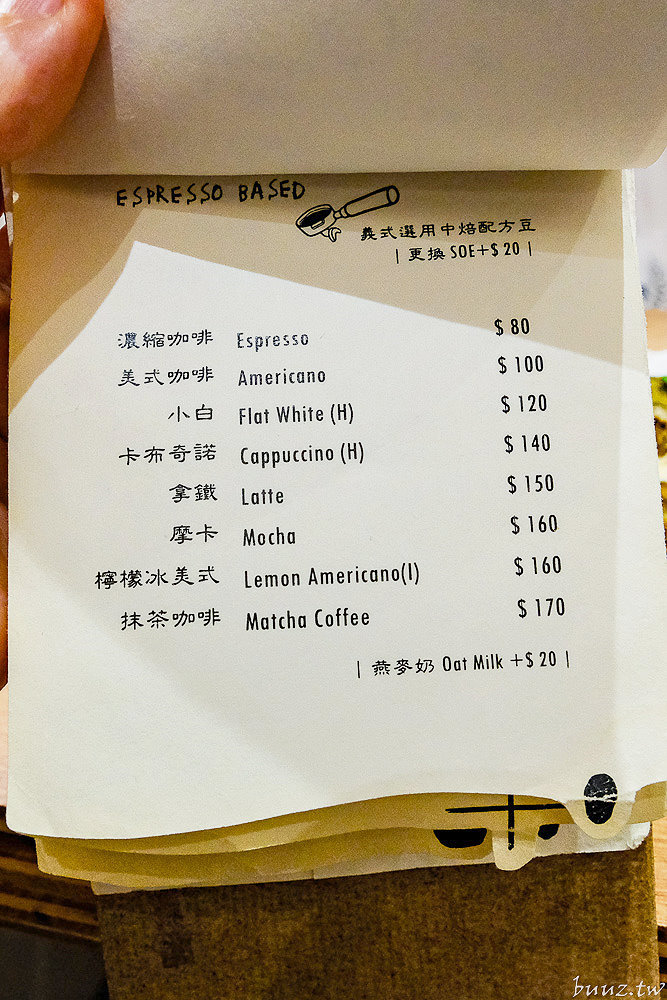 ESPRESSO BASED
義式選用中焙配方豆
| 更換 SOE+$ 20 |
濃縮咖啡 Espresso $ 80
美式咖啡 Americano $ 100
小白 Flat White (H) $ 120
卡布奇諾 Cappuccino (H) $ 140
拿鐵 Latte $ 150
摩卡 Mocha $ 160
檸檬冰美式 Lemon Americano(I) $ 160
抹茶咖啡 Matcha Coffee $ 170
| 燕麥奶 Oat Milk +$ 20 |
buuz.tw